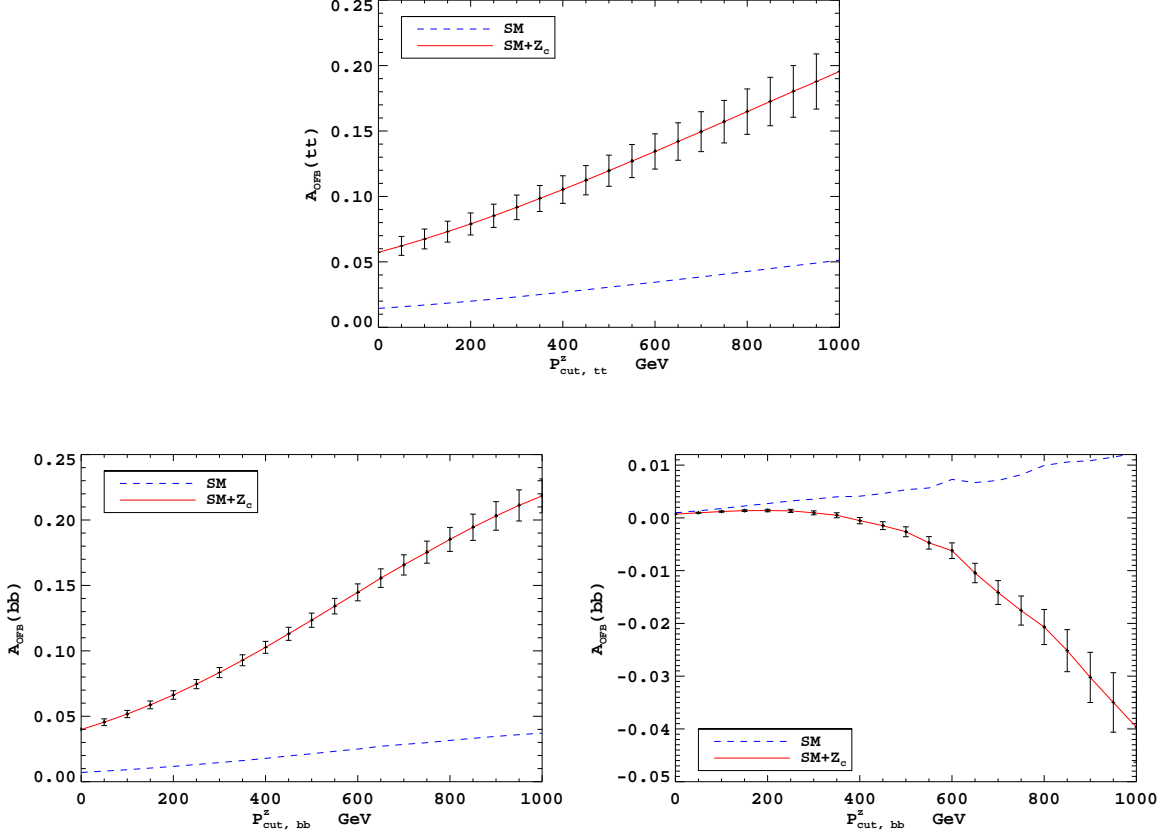 SM
SM+Z_c
0.25
0.20
0.15
0.10
0.05
0.00
A_OFB(tt)
0 200 400 600 800 1000
P^z_cut, tt GeV
SM
SM+Z_c
0.25
0.20
0.15
0.10
0.05
0.00
A_OFB(bb)
0 200 400 600 800 1000
P^z_cut, bb GeV
0.01
0.00
-0.01
-0.02
-0.03
-0.04
-0.05
A_OFB(bb)
SM
SM+Z_c
0 200 400 600 800 1000
P^z_cut, bb GeV